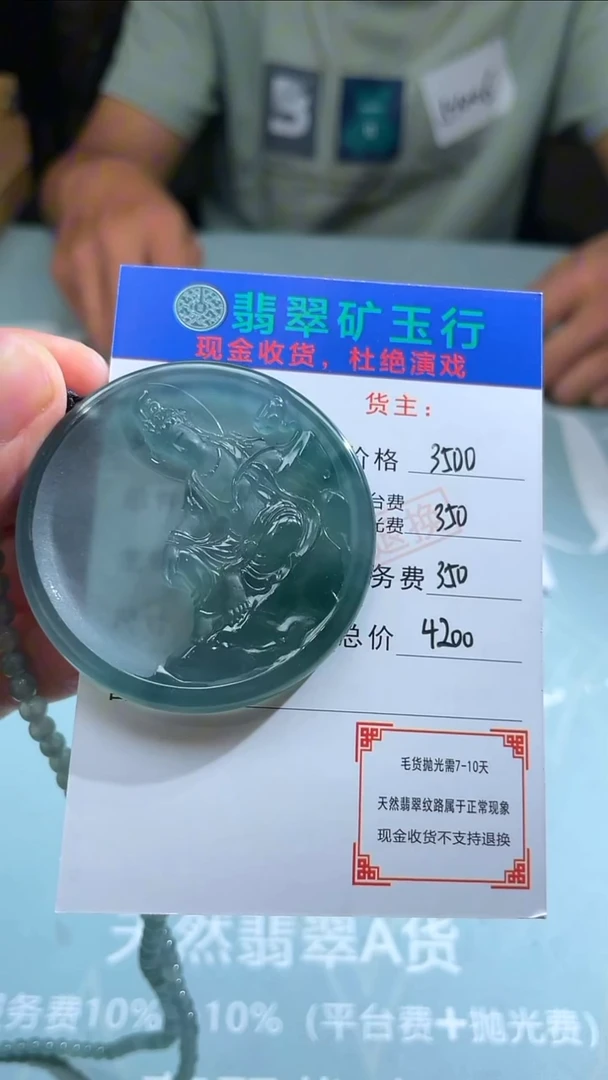 翡翠矿玉行
现金收货，杜绝演戏
货主：
价格 3500
台费
光费 350
务费 350
总价 4200
毛货抛光需7-10天
天然翡翠纹路属于正常现象
现金收货不支持退换
天然翡翠A货
服务费10% 10%（平台费+抛光费）